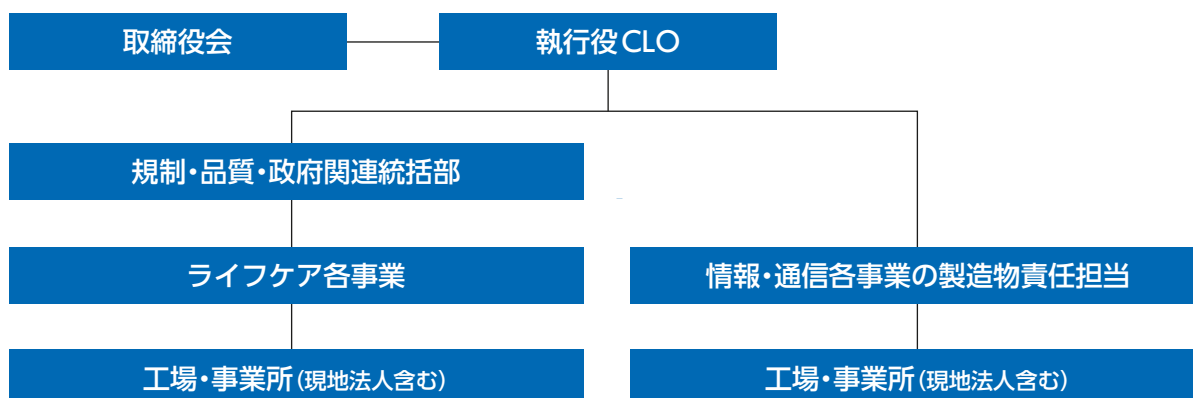 取締役会
執行役CLO
規制・品質・政府関連統括部
ライフケア各事業
情報・通信各事業の製造物責任担当
工場・事業所(現地法人含む)
工場・事業所(現地法人含む)